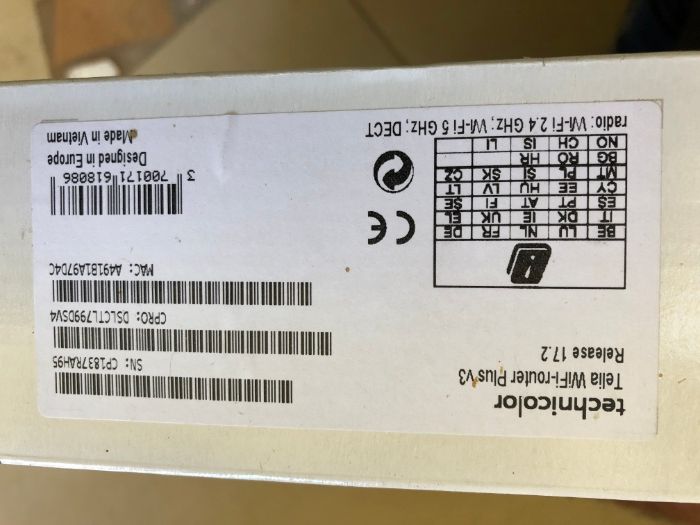 technicolor
Telia WiFi-router Plus v3
Release 17.2
SN: CP1837RAH95
CPRO: DSLCTL799DSV4
MAC: A491B1A97D4C
BE LU NL FR DE
IT DK IE UK EL
ES PT AT FI SE
CY EE HU LV LT
MT PL SI SK CZ
BG RO HR
NO CH IS LI
radio: Wi-Fi 2.4 GHz; Wi-Fi 5 GHz; DECT
CE
3 700171 618086
Designed in Europe
Made in Vietnam